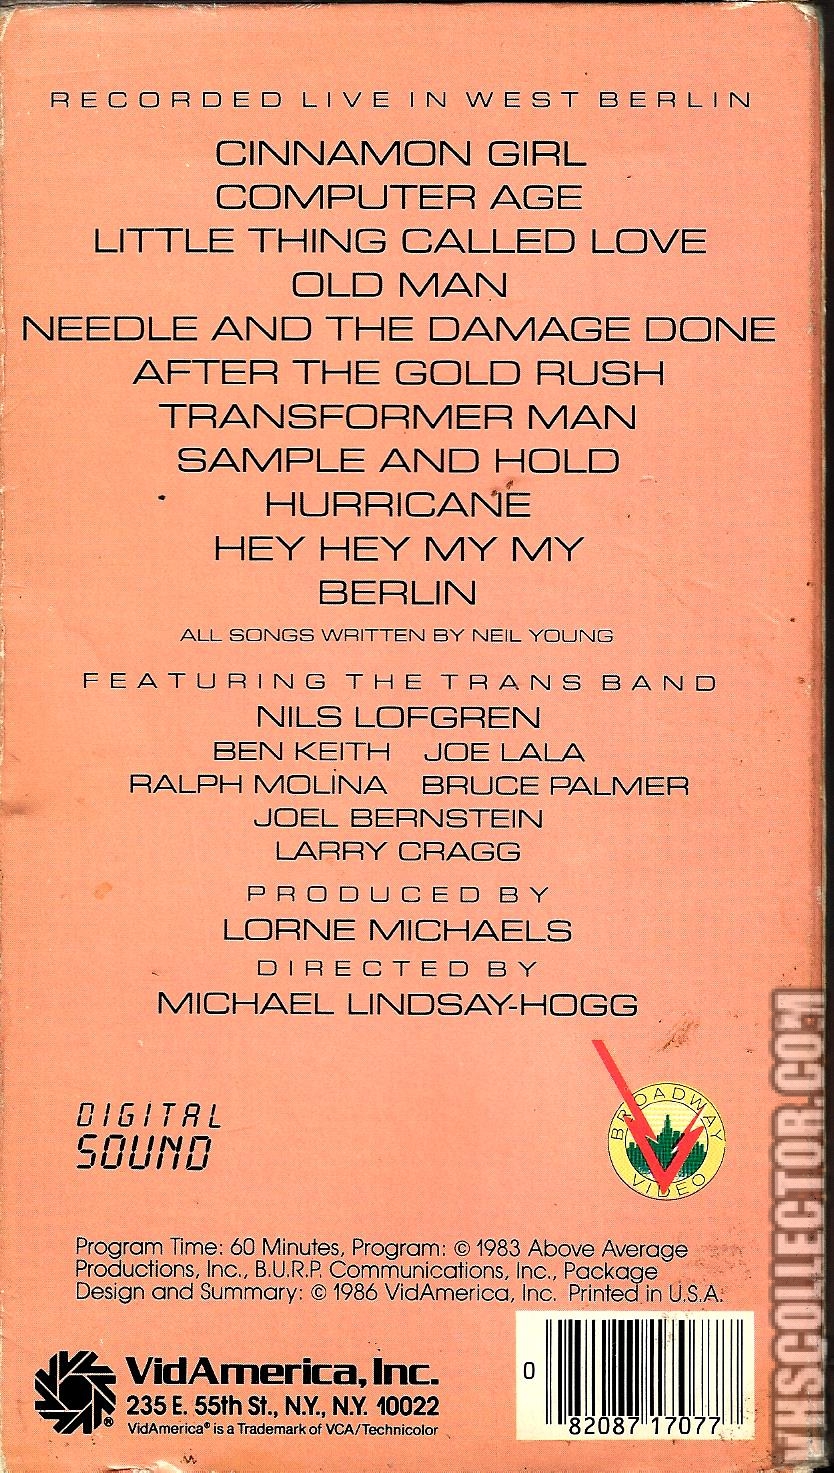 RECORDED LIVE IN WEST BERLIN
CINNAMON GIRL
COMPUTER AGE
LITTLE THING CALLED LOVE
OLD MAN
NEEDLE AND THE DAMAGE DONE
AFTER THE GOLD RUSH
TRANSFORMER MAN
SAMPLE AND HOLD
HURRICANE
HEY HEY MY MY
BERLIN
ALL SONGS WRITTEN BY NEIL YOUNG
FEATURING THE TRANS BAND
NILS LOFGREN
BEN KEITH JOE LALA
RALPH MOLINA BRUCE PALMER
JOEL BERNSTEIN
LARRY CRAGG
PRODUCED BY
LORNE MICHAELS
DIRECTED BY
MICHAEL LINDSAY-HOGG
DIGITAL
SOUND
BROADWAY
VIDEO
Program Time: 60 Minutes, Program: © 1983 Above Average
Productions, Inc., B.U.R.P. Communications, Inc., Package
Design and Summary: © 1986 VidAmerica, Inc. Printed in U.S.A.
VidAmerica, Inc.
235 E. 55th St., N.Y., N.Y. 10022
VidAmerica® is a Trademark of VCA/Technicolor
0 82087 17077
VHSCOLLECTOR.COM